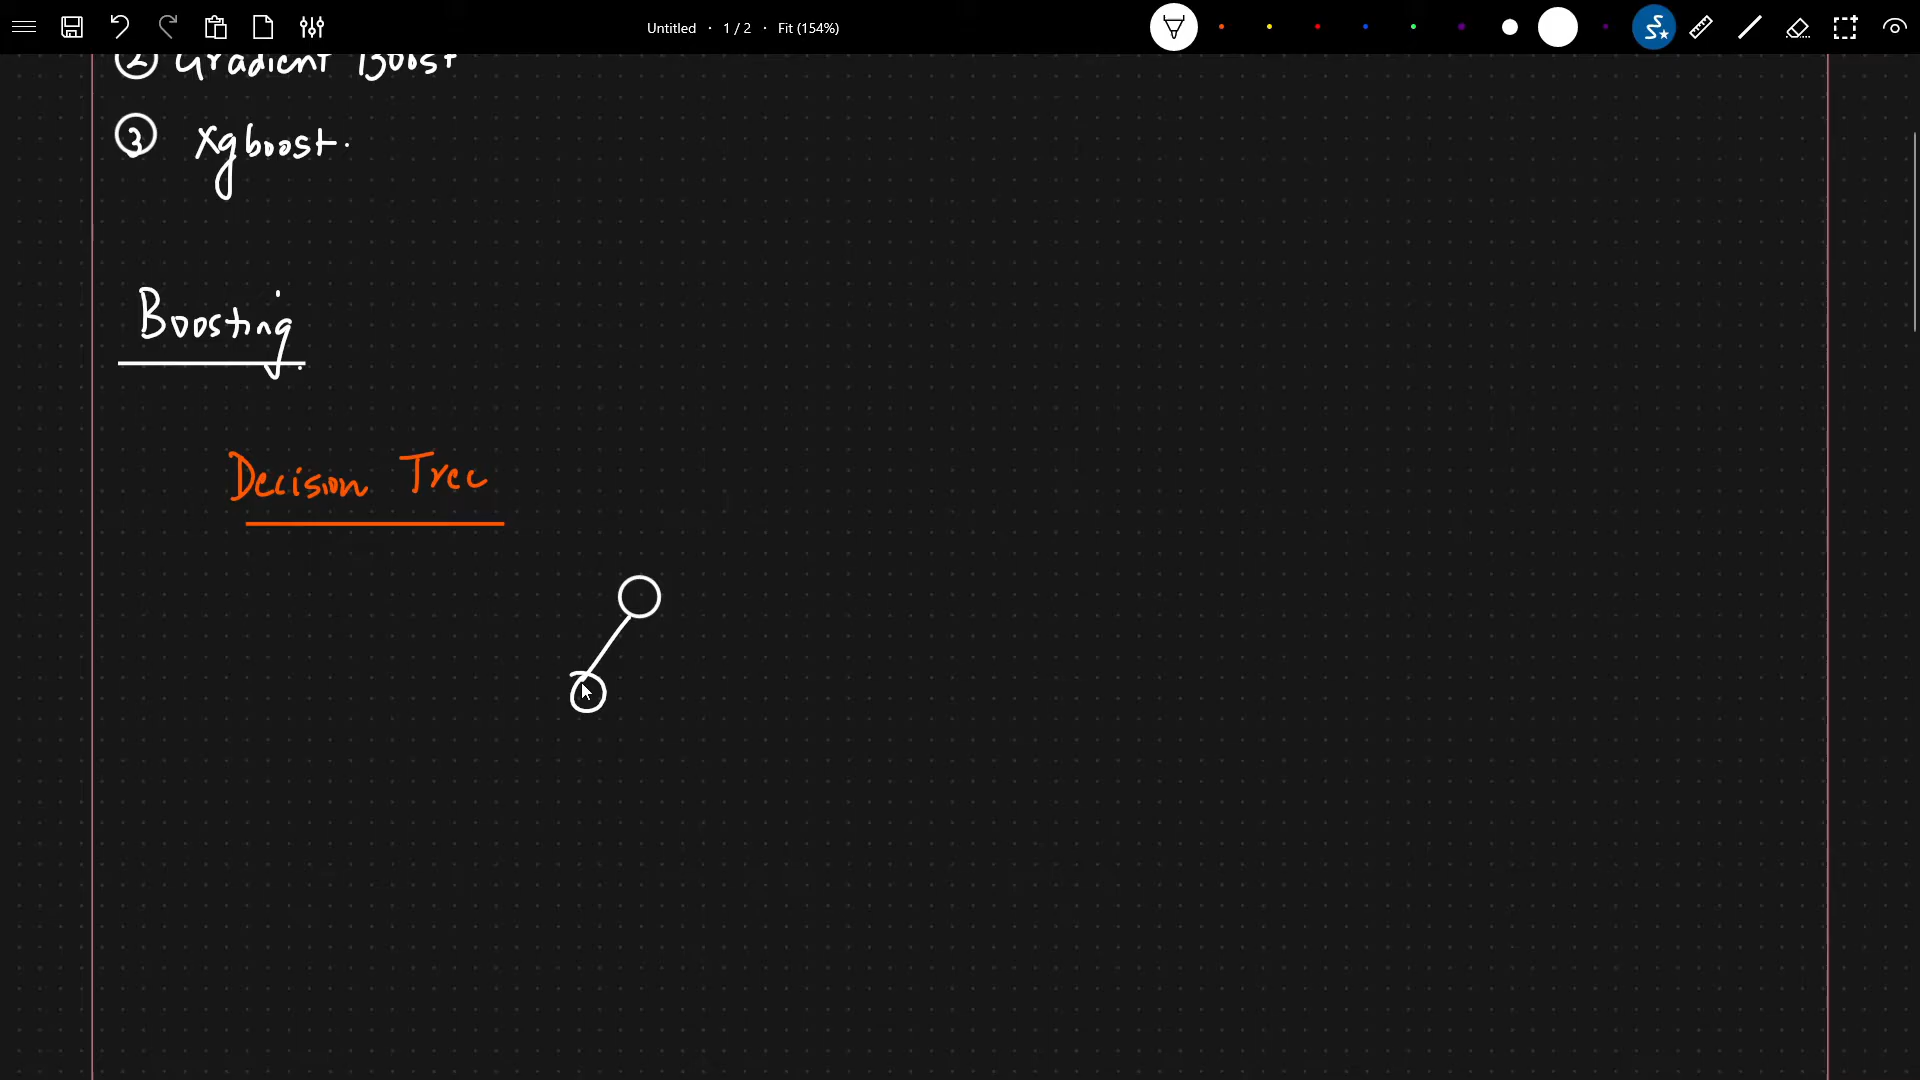 Untitled · 1 / 2 · Fit (154%)
② Gradient Boost
③ Xgboost.
Boosting
Decision Tree